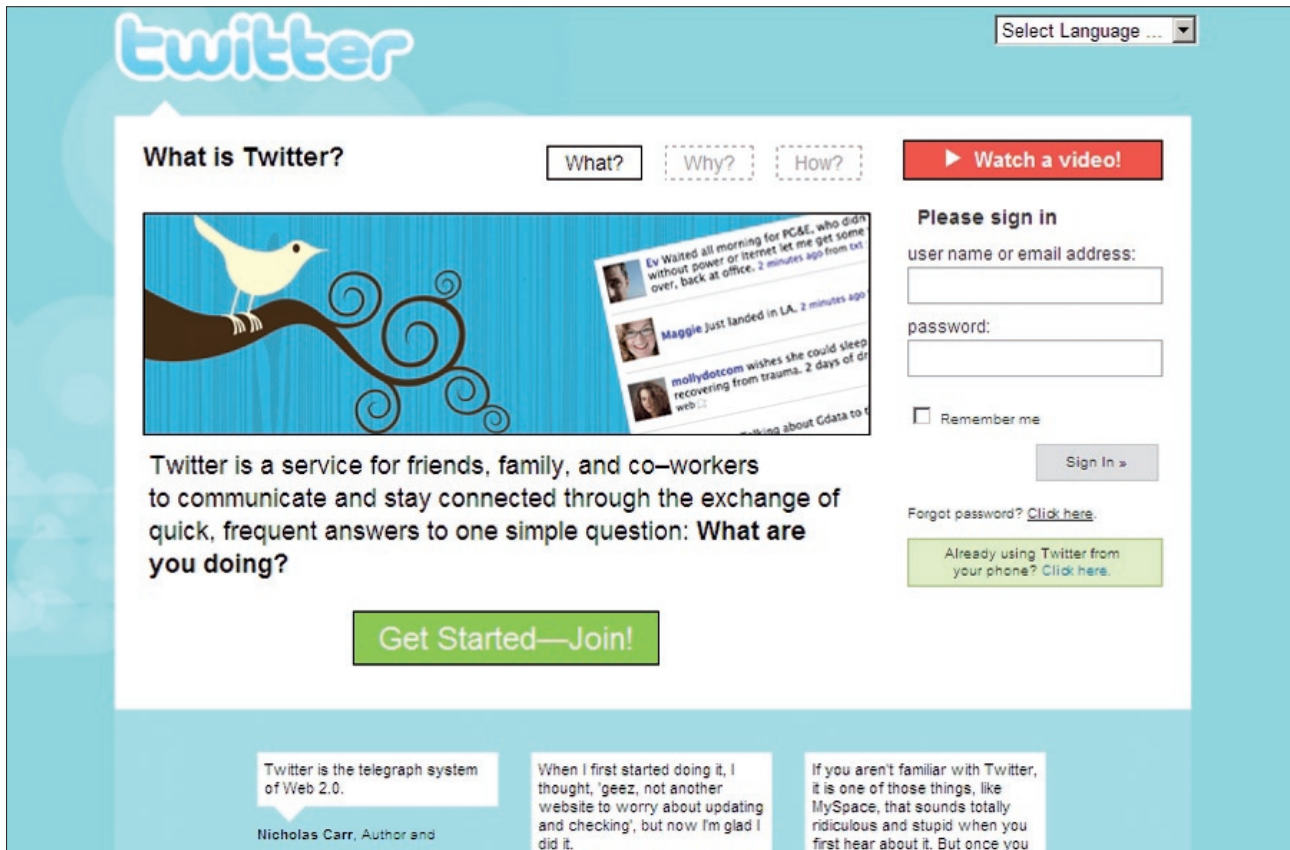 twitter
Select Language ...
What is Twitter?
What?
Why?
How?
Watch a video!
Ev Waited all morning for PG&E, who didn
without power or iternet let me get some
over, back at office. 2 minutes ago from txt
Maggie Just landed in LA. 2 minutes ago
mollydotcom wishes she could sleep
recovering from trauma. 2 days of dr
web
lking about Gdata to t
Twitter is a service for friends, family, and co–workers
to communicate and stay connected through the exchange of
quick, frequent answers to one simple question: What are
you doing?
Get Started—Join!
Please sign in
user name or email address:
password:
Remember me
Sign In »
Forgot password? Click here.
Already using Twitter from
your phone? Click here.
Twitter is the telegraph system
of Web 2.0.
Nicholas Carr, Author and
When I first started doing it, I
thought, 'geez, not another
website to worry about updating
and checking', but now I'm glad I
did it.
If you aren't familiar with Twitter,
it is one of those things, like
MySpace, that sounds totally
ridiculous and stupid when you
first hear about it. But once you